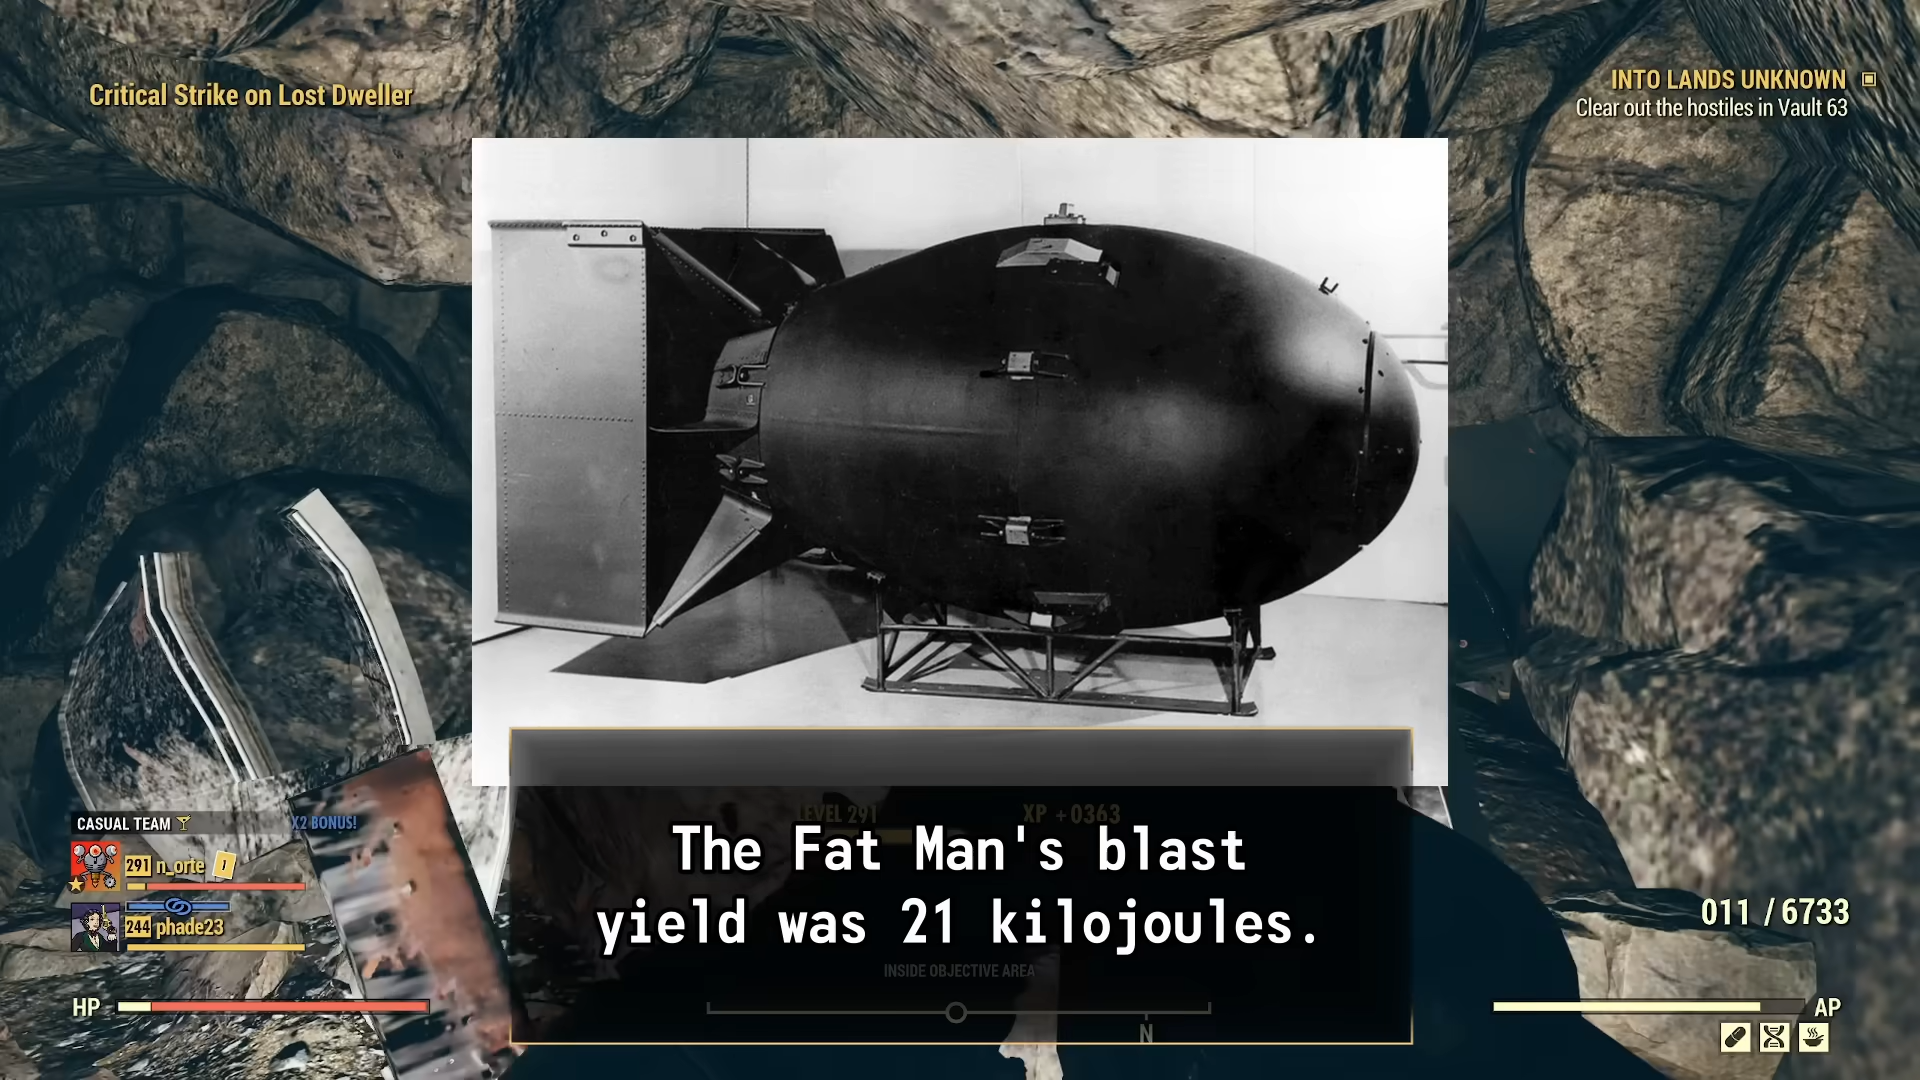 Critical Strike on Lost Dweller
INTO LANDS UNKNOWN
Clear out the hostiles in Vault 63
LEVEL 291
XP +0363
The Fat Man's blast
yield was 21 kilojoules.
INSIDE OBJECTIVE AREA
N
CASUAL TEAM
X2 BONUS!
291 n_orte 1
244 phade23
HP
011 / 6733
AP